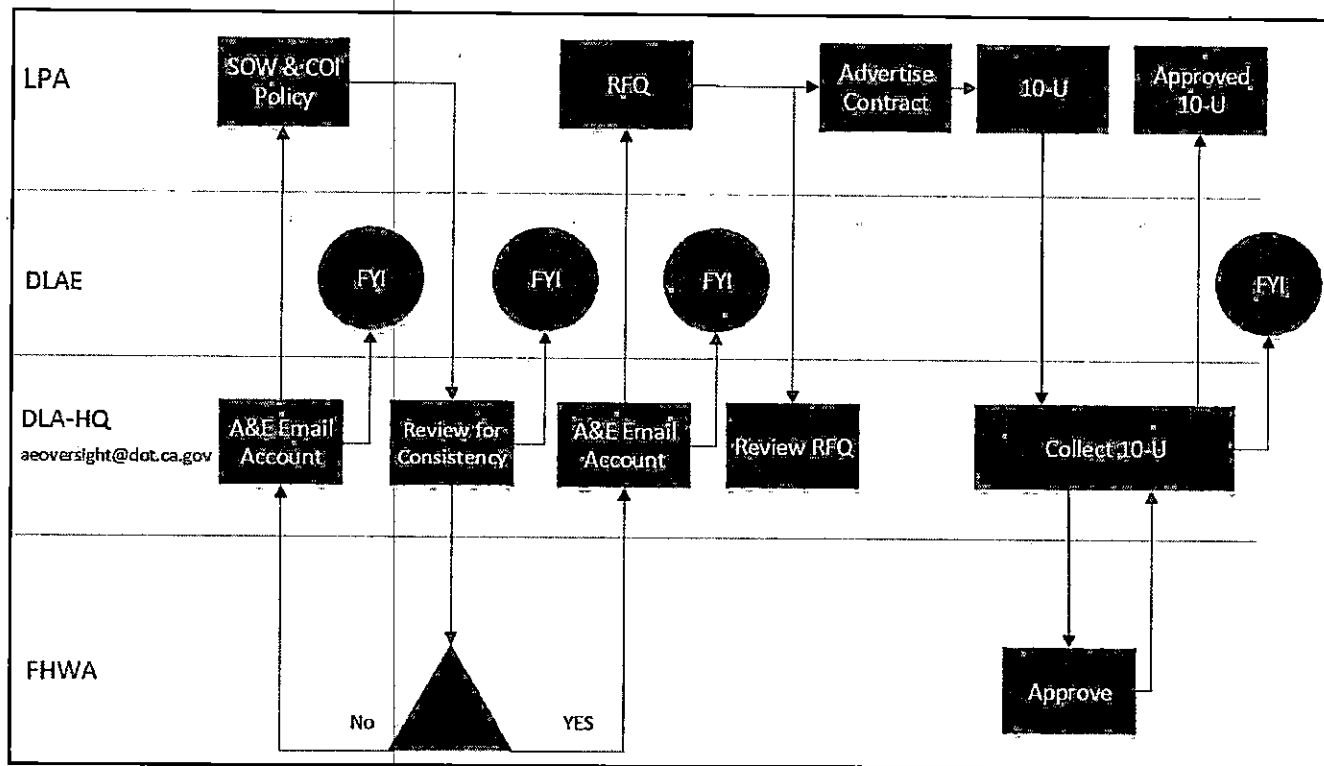 LPA
SOW & COI
Policy
RFQ
Advertise
Contract
10-U
Approved
10-U
DLAE
FYI
FYI
FYI
FYI
DLA-HQ
aeoversight@dot.ca.gov
A&E Email
Account
Review for
Consistency
A&E Email
Account
Review RFQ
Collect 10-U
FHWA
No
YES
Approve